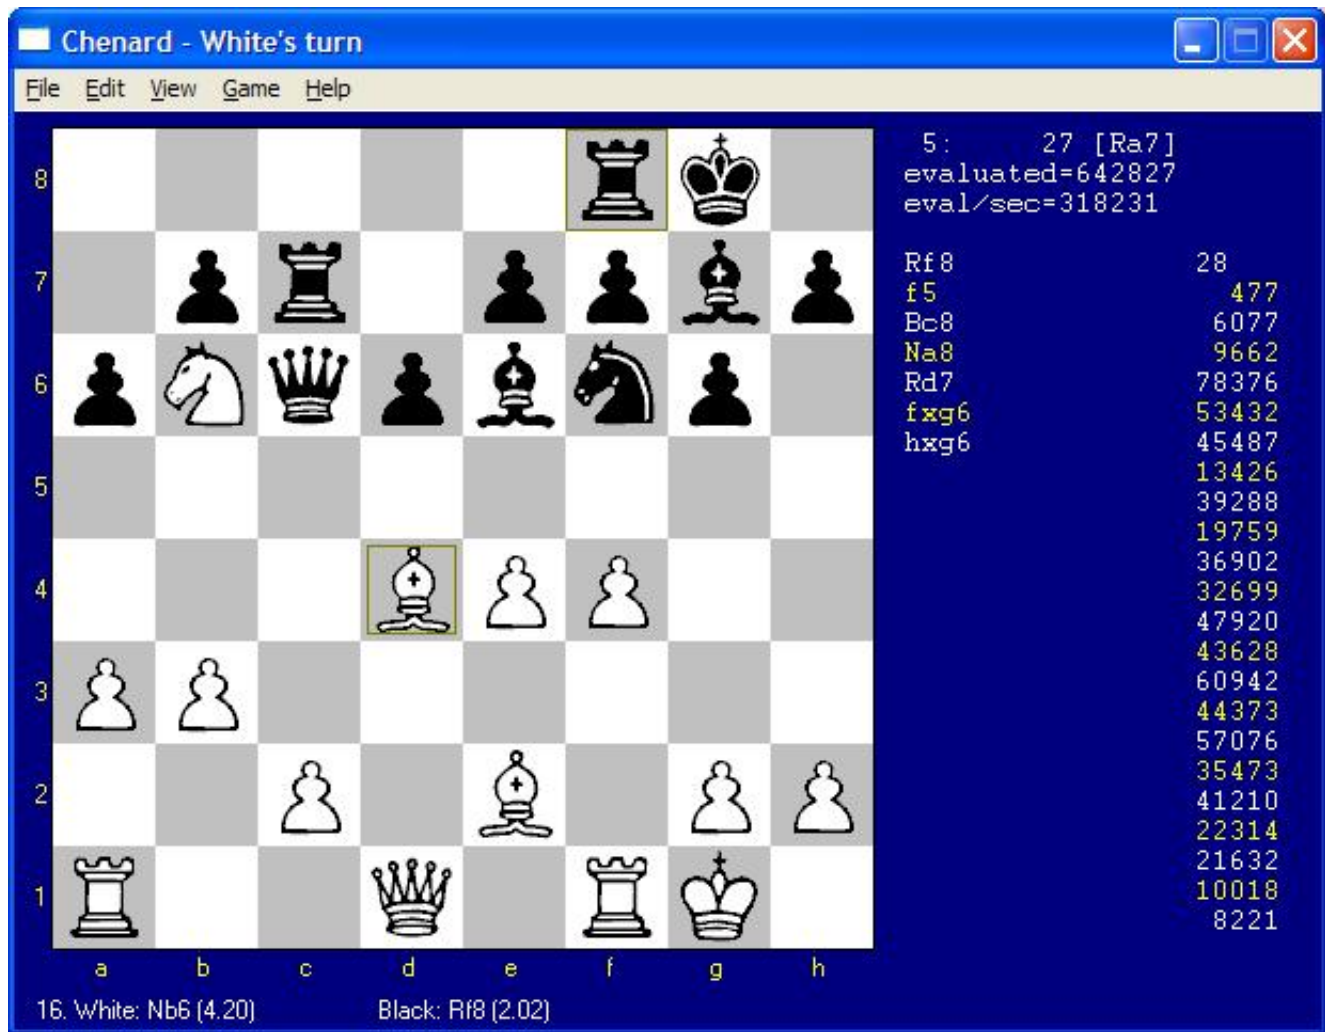 Chenard - White's turn
File Edit View Game Help
5: 27 [Ra7]
evaluated=642827
eval/sec=318231
Rf8 28
f5 477
Bc8 6077
Na8 9662
Rd7 78376
fxg6 53432
hxg6 45487
13426
39288
19759
36902
32699
47920
43628
60942
44373
57076
35473
41210
22314
21632
10018
8221
8
7
6
5
4
3
2
1
a b c d e f g h
16. White: Nb6 (4.20) Black: Rf8 (2.02)